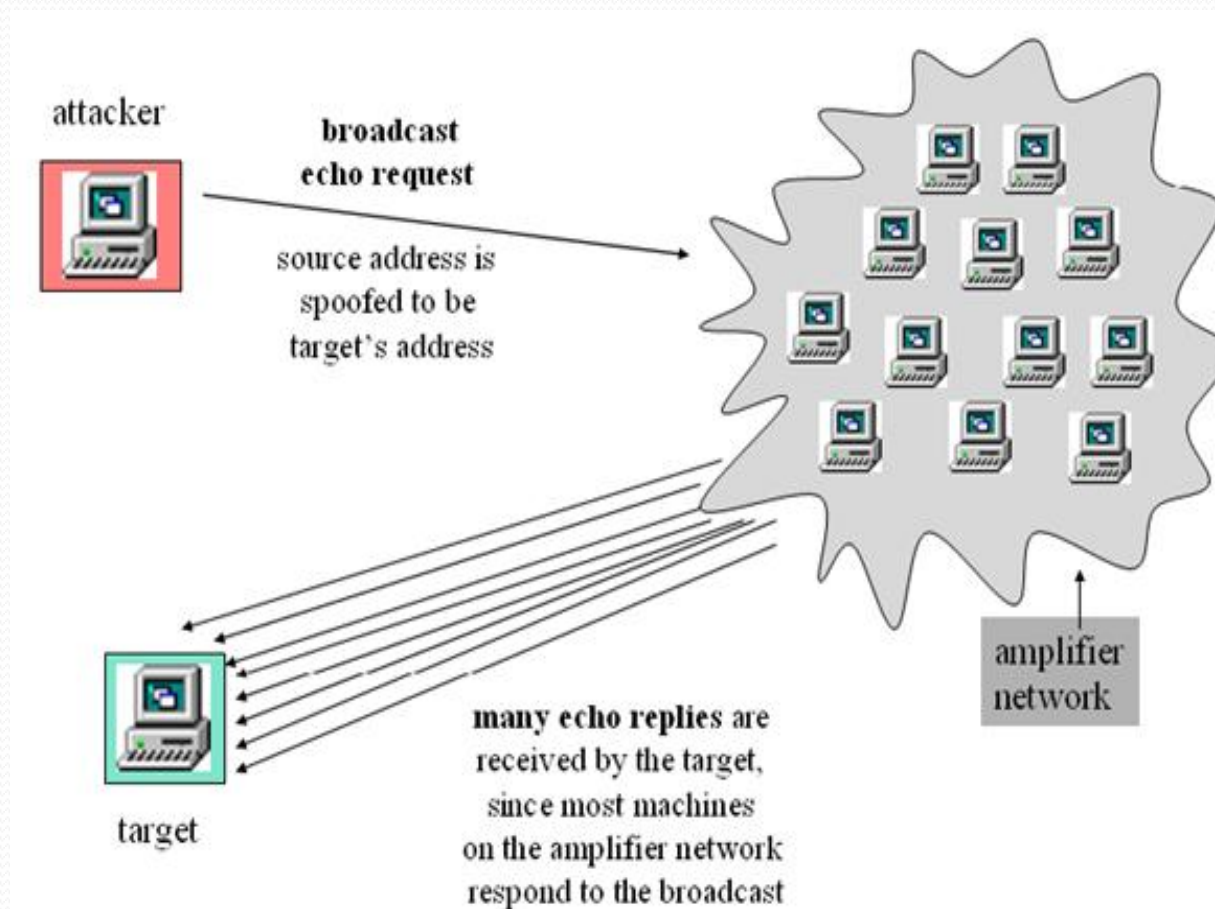 attacker
broadcast
echo request
source address is
spoofed to be
target's address
amplifier
network
many echo replies are
received by the target,
since most machines
on the amplifier network
respond to the broadcast
target